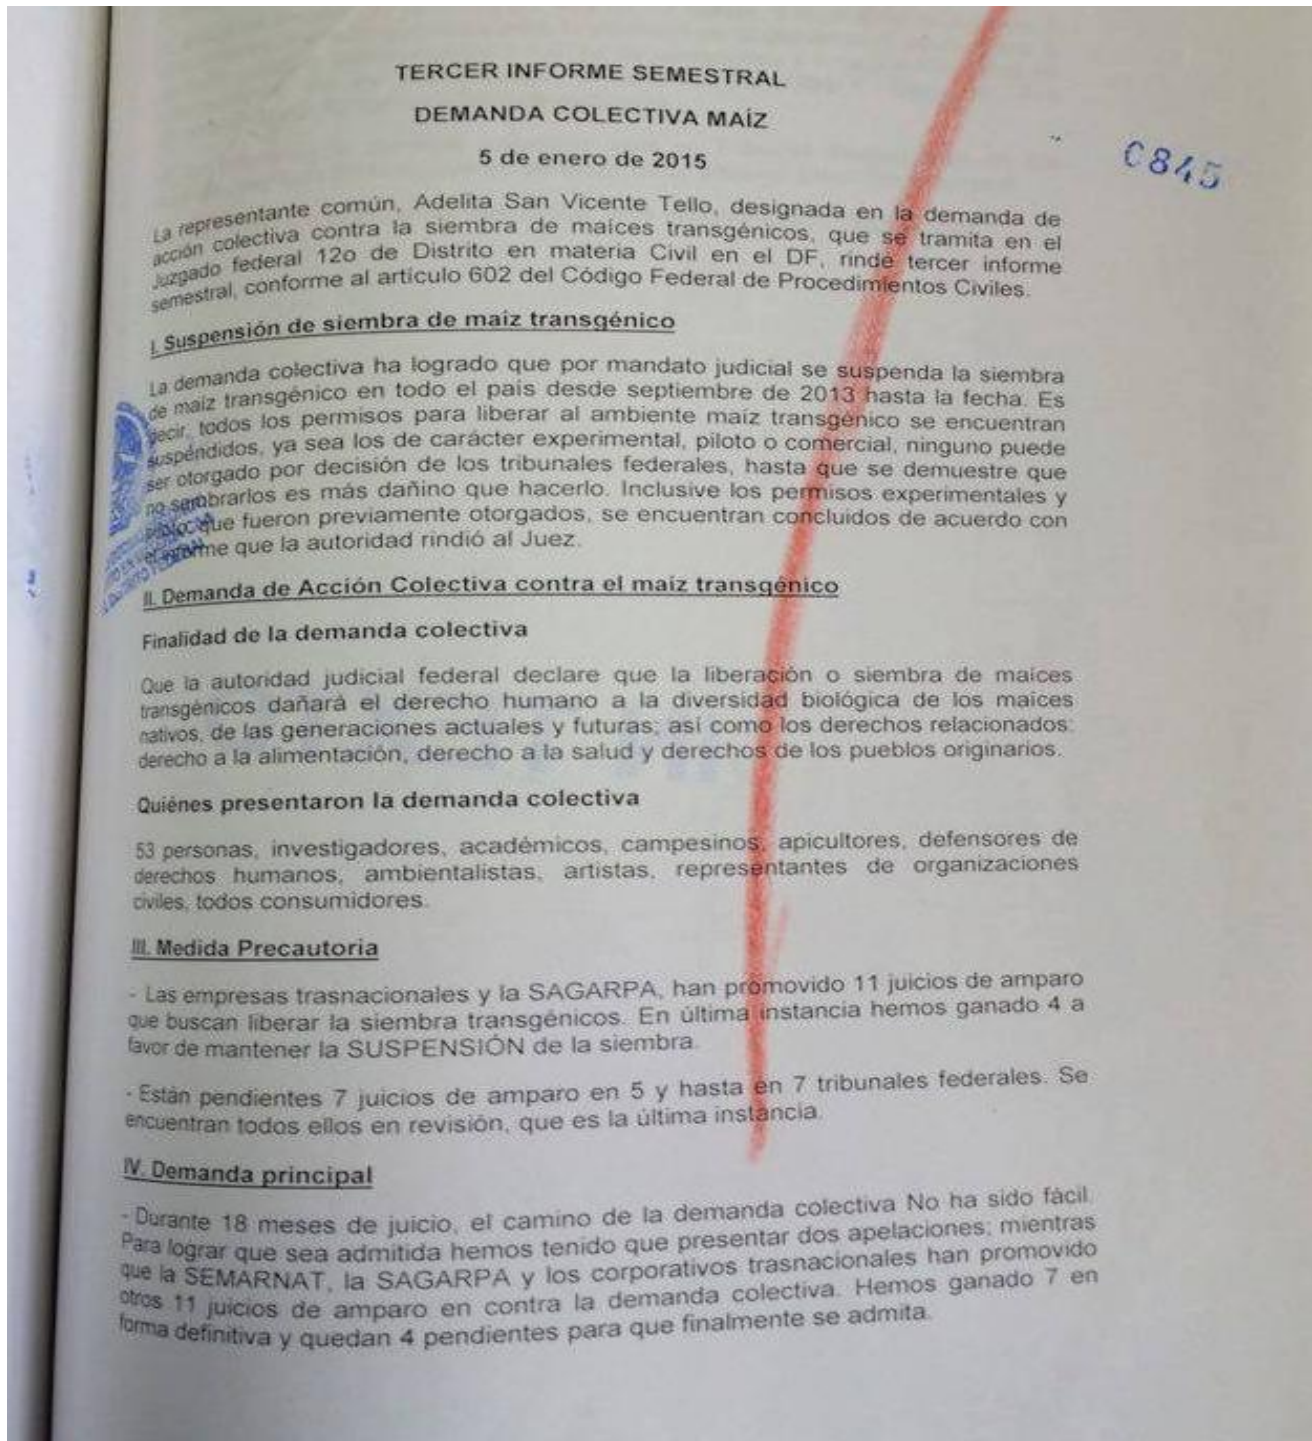 TERCER INFORME SEMESTRAL
DEMANDA COLECTIVA MAÍZ
5 de enero de 2015
C845
La representante común, Adelita San Vicente Tello, designada en la demanda de
acción colectiva contra la siembra de maíces transgénicos, que se tramita en el
Juzgado federal 12o de Distrito en materia Civil en el DF, rinde tercer informe
semestral, conforme al artículo 602 del Código Federal de Procedimientos Civiles.
I. Suspensión de siembra de maíz transgénico
La demanda colectiva ha logrado que por mandato judicial se suspenda la siembra
de maíz transgénico en todo el país desde septiembre de 2013 hasta la fecha. Es
decir, todos los permisos para liberar al ambiente maíz transgénico se encuentran
suspendidos, ya sea los de carácter experimental, piloto o comercial, ninguno puede
ser otorgado por decisión de los tribunales federales, hasta que se demuestre que
no sembrarlos es más dañino que hacerlo. Inclusive los permisos experimentales y
que fueron previamente otorgados, se encuentran concluidos de acuerdo con
el informe que la autoridad rindió al Juez.
II. Demanda de Acción Colectiva contra el maíz transgénico
Finalidad de la demanda colectiva
Que la autoridad judicial federal declare que la liberación o siembra de maíces
transgénicos dañará el derecho humano a la diversidad biológica de los maíces
nativos, de las generaciones actuales y futuras; así como los derechos relacionados:
derecho a la alimentación, derecho a la salud y derechos de los pueblos originarios.
Quiénes presentaron la demanda colectiva
53 personas, investigadores, académicos, campesinos, apicultores, defensores de
derechos humanos, ambientalistas, artistas, representantes de organizaciones
civiles, todos consumidores.
III. Medida Precautoria
- Las empresas trasnacionales y la SAGARPA, han promovido 11 juicios de amparo
que buscan liberar la siembra transgénicos. En última instancia hemos ganado 4 a
favor de mantener la SUSPENSIÓN de la siembra.
- Están pendientes 7 juicios de amparo en 5 y hasta en 7 tribunales federales. Se
encuentran todos ellos en revisión, que es la última instancia.
IV. Demanda principal
- Durante 18 meses de juicio, el camino de la demanda colectiva No ha sido fácil.
Para lograr que sea admitida hemos tenido que presentar dos apelaciones; mientras
que la SEMARNAT, la SAGARPA y los corporativos trasnacionales han promovido
otros 11 juicios de amparo en contra la demanda colectiva. Hemos ganado 7 en
forma definitiva y quedan 4 pendientes para que finalmente se admita.